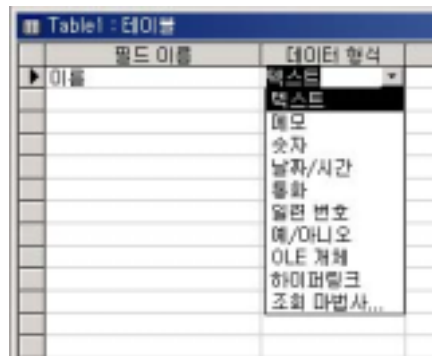 Table1 : 테이블
필드 이름 데이터 형식
이름 텍스트
텍스트
메모
숫자
날짜/시간
통화
일련 번호
예/아니오
OLE 개체
하이퍼링크
조회 마법사...